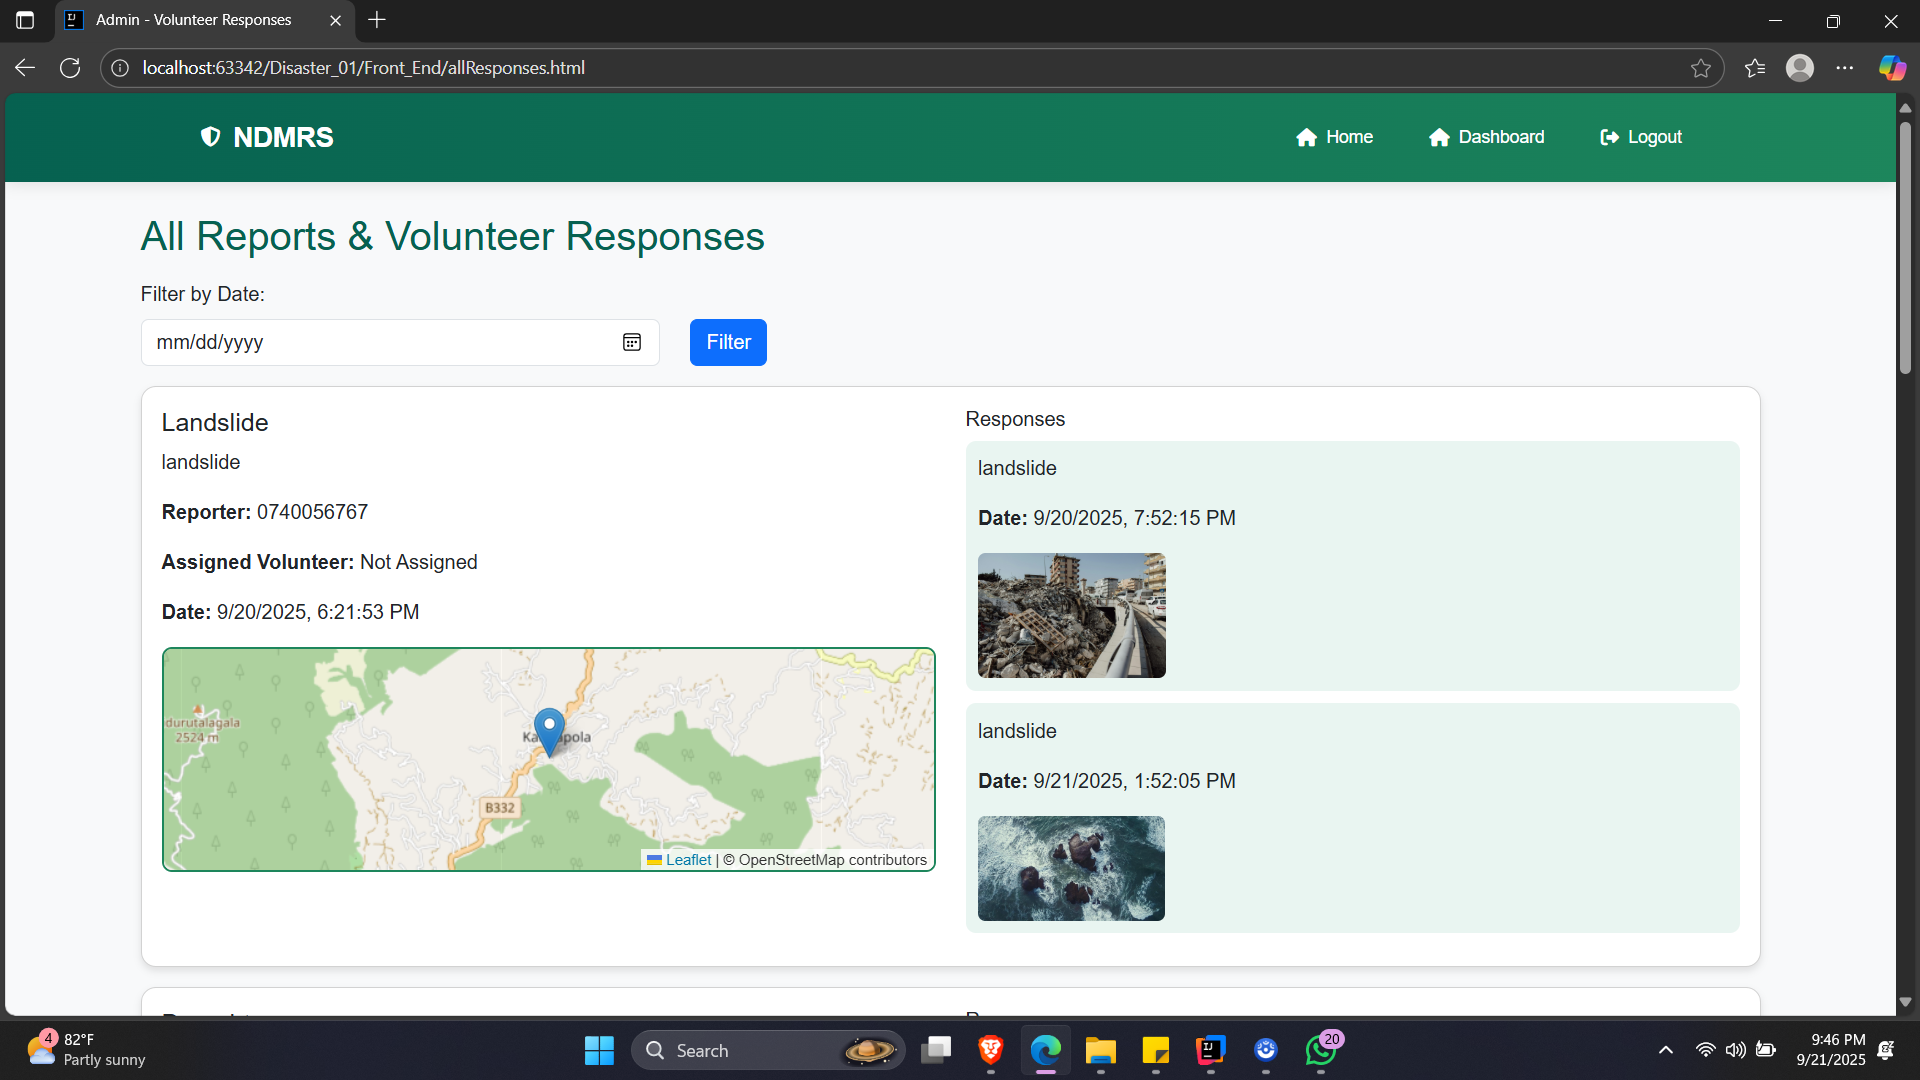 Admin - Volunteer Responses
localhost:63342/Disaster_01/Front_End/allResponses.html
NDMRS
Home
Dashboard
Logout
All Reports & Volunteer Responses
Filter by Date:
mm/dd/yyyy
Filter
Landslide
landslide
Reporter: 0740056767
Assigned Volunteer: Not Assigned
Date: 9/20/2025, 6:21:53 PM
durutalagala
2524 m
B332
Leaflet | © OpenStreetMap contributors
Responses
landslide
Date: 9/20/2025, 7:52:15 PM
landslide
Date: 9/21/2025, 1:52:05 PM
4
82°F
Partly sunny
Search
20
9:46 PM
9/21/2025